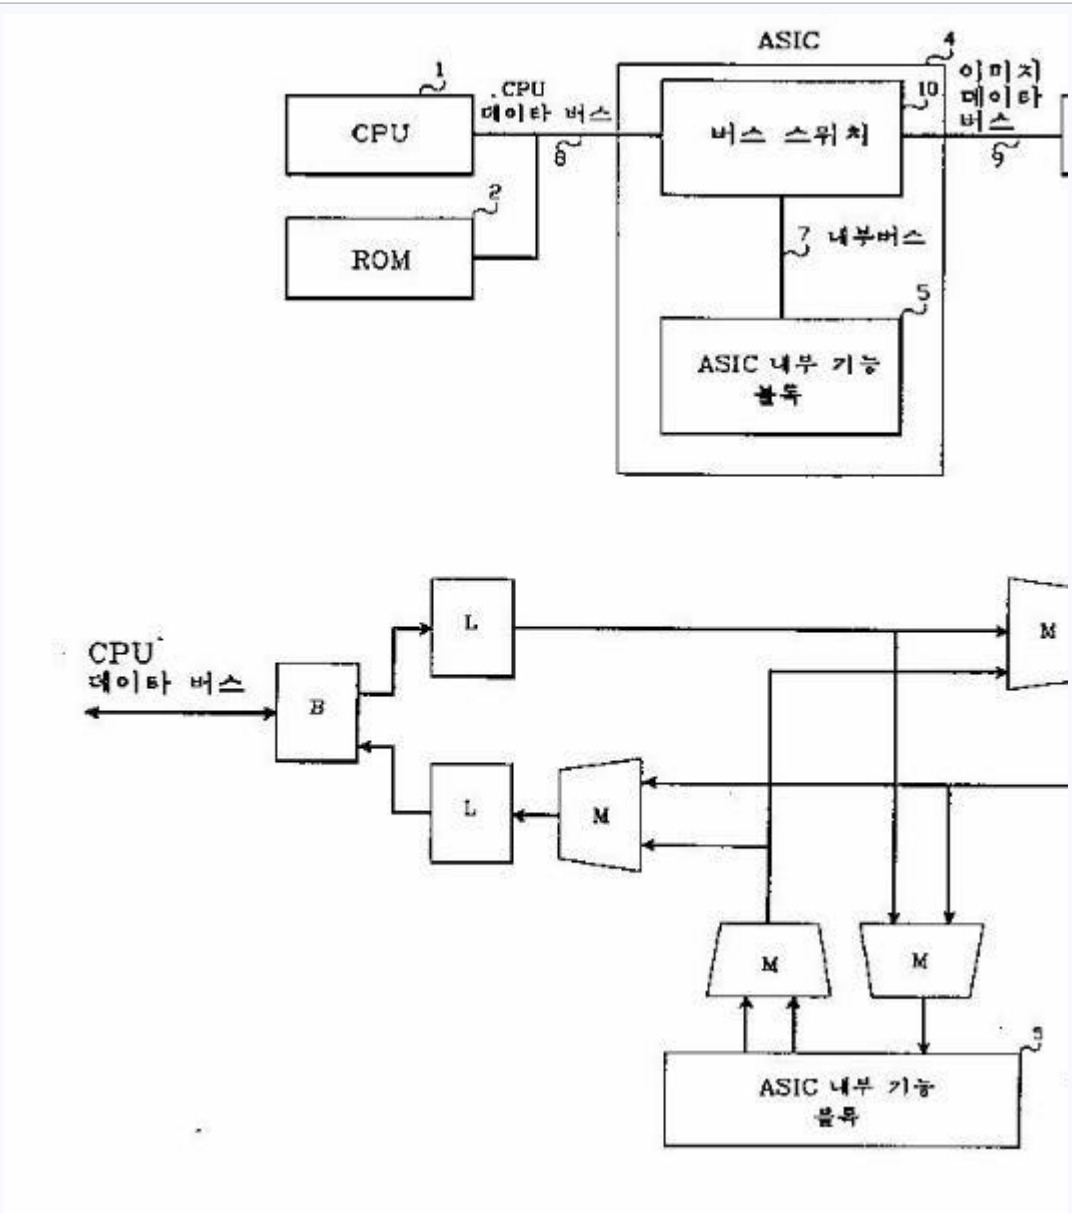 ASIC
4
1
CPU
데이타 버스
이미지
데이타
버스
10
CPU
버스 스위치
8
9
2
ROM
7 내부버스
5
ASIC 내부 기능
블록
L
M
CPU
데이타 버스
B
L
M
M
M
ASIC 내부 기능
블록